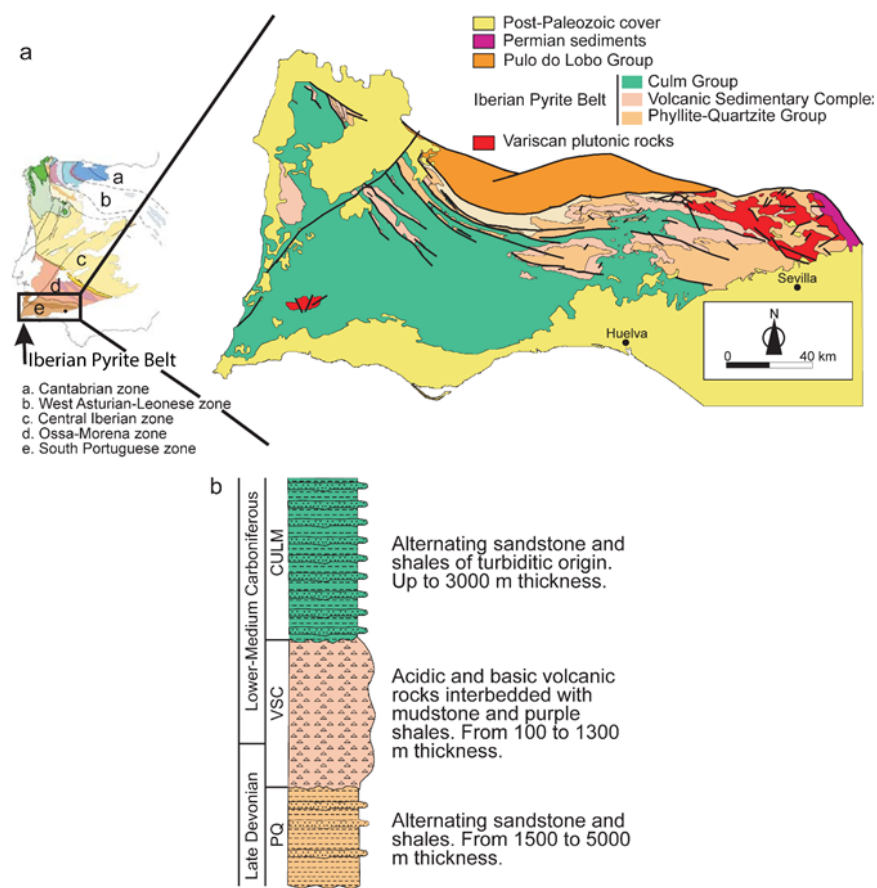 a
Post-Paleozoic cover
Permian sediments
Pulo do Lobo Group
Iberian Pyrite Belt
Culm Group
Volcanic Sedimentary Comple
Phyllite-Quartzite Group
Variscan plutonic rocks
a
b
c
d
e
Iberian Pyrite Belt
a. Cantabrian zone
b. West Asturian-Leonese zone
c. Central Iberian zone
d. Ossa-Morena zone
e. South Portuguese zone
Sevilla
Huelva
N
0 40 km
b
Lower-Medium Carboniferous
Late Devonian
CULM
VSC
PQ
Alternating sandstone and
shales of turbiditic origin.
Up to 3000 m thickness.
Acidic and basic volcanic
rocks interbedded with
mudstone and purple
shales. From 100 to 1300
m thickness.
Alternating sandstone and
shales. From 1500 to 5000
m thickness.